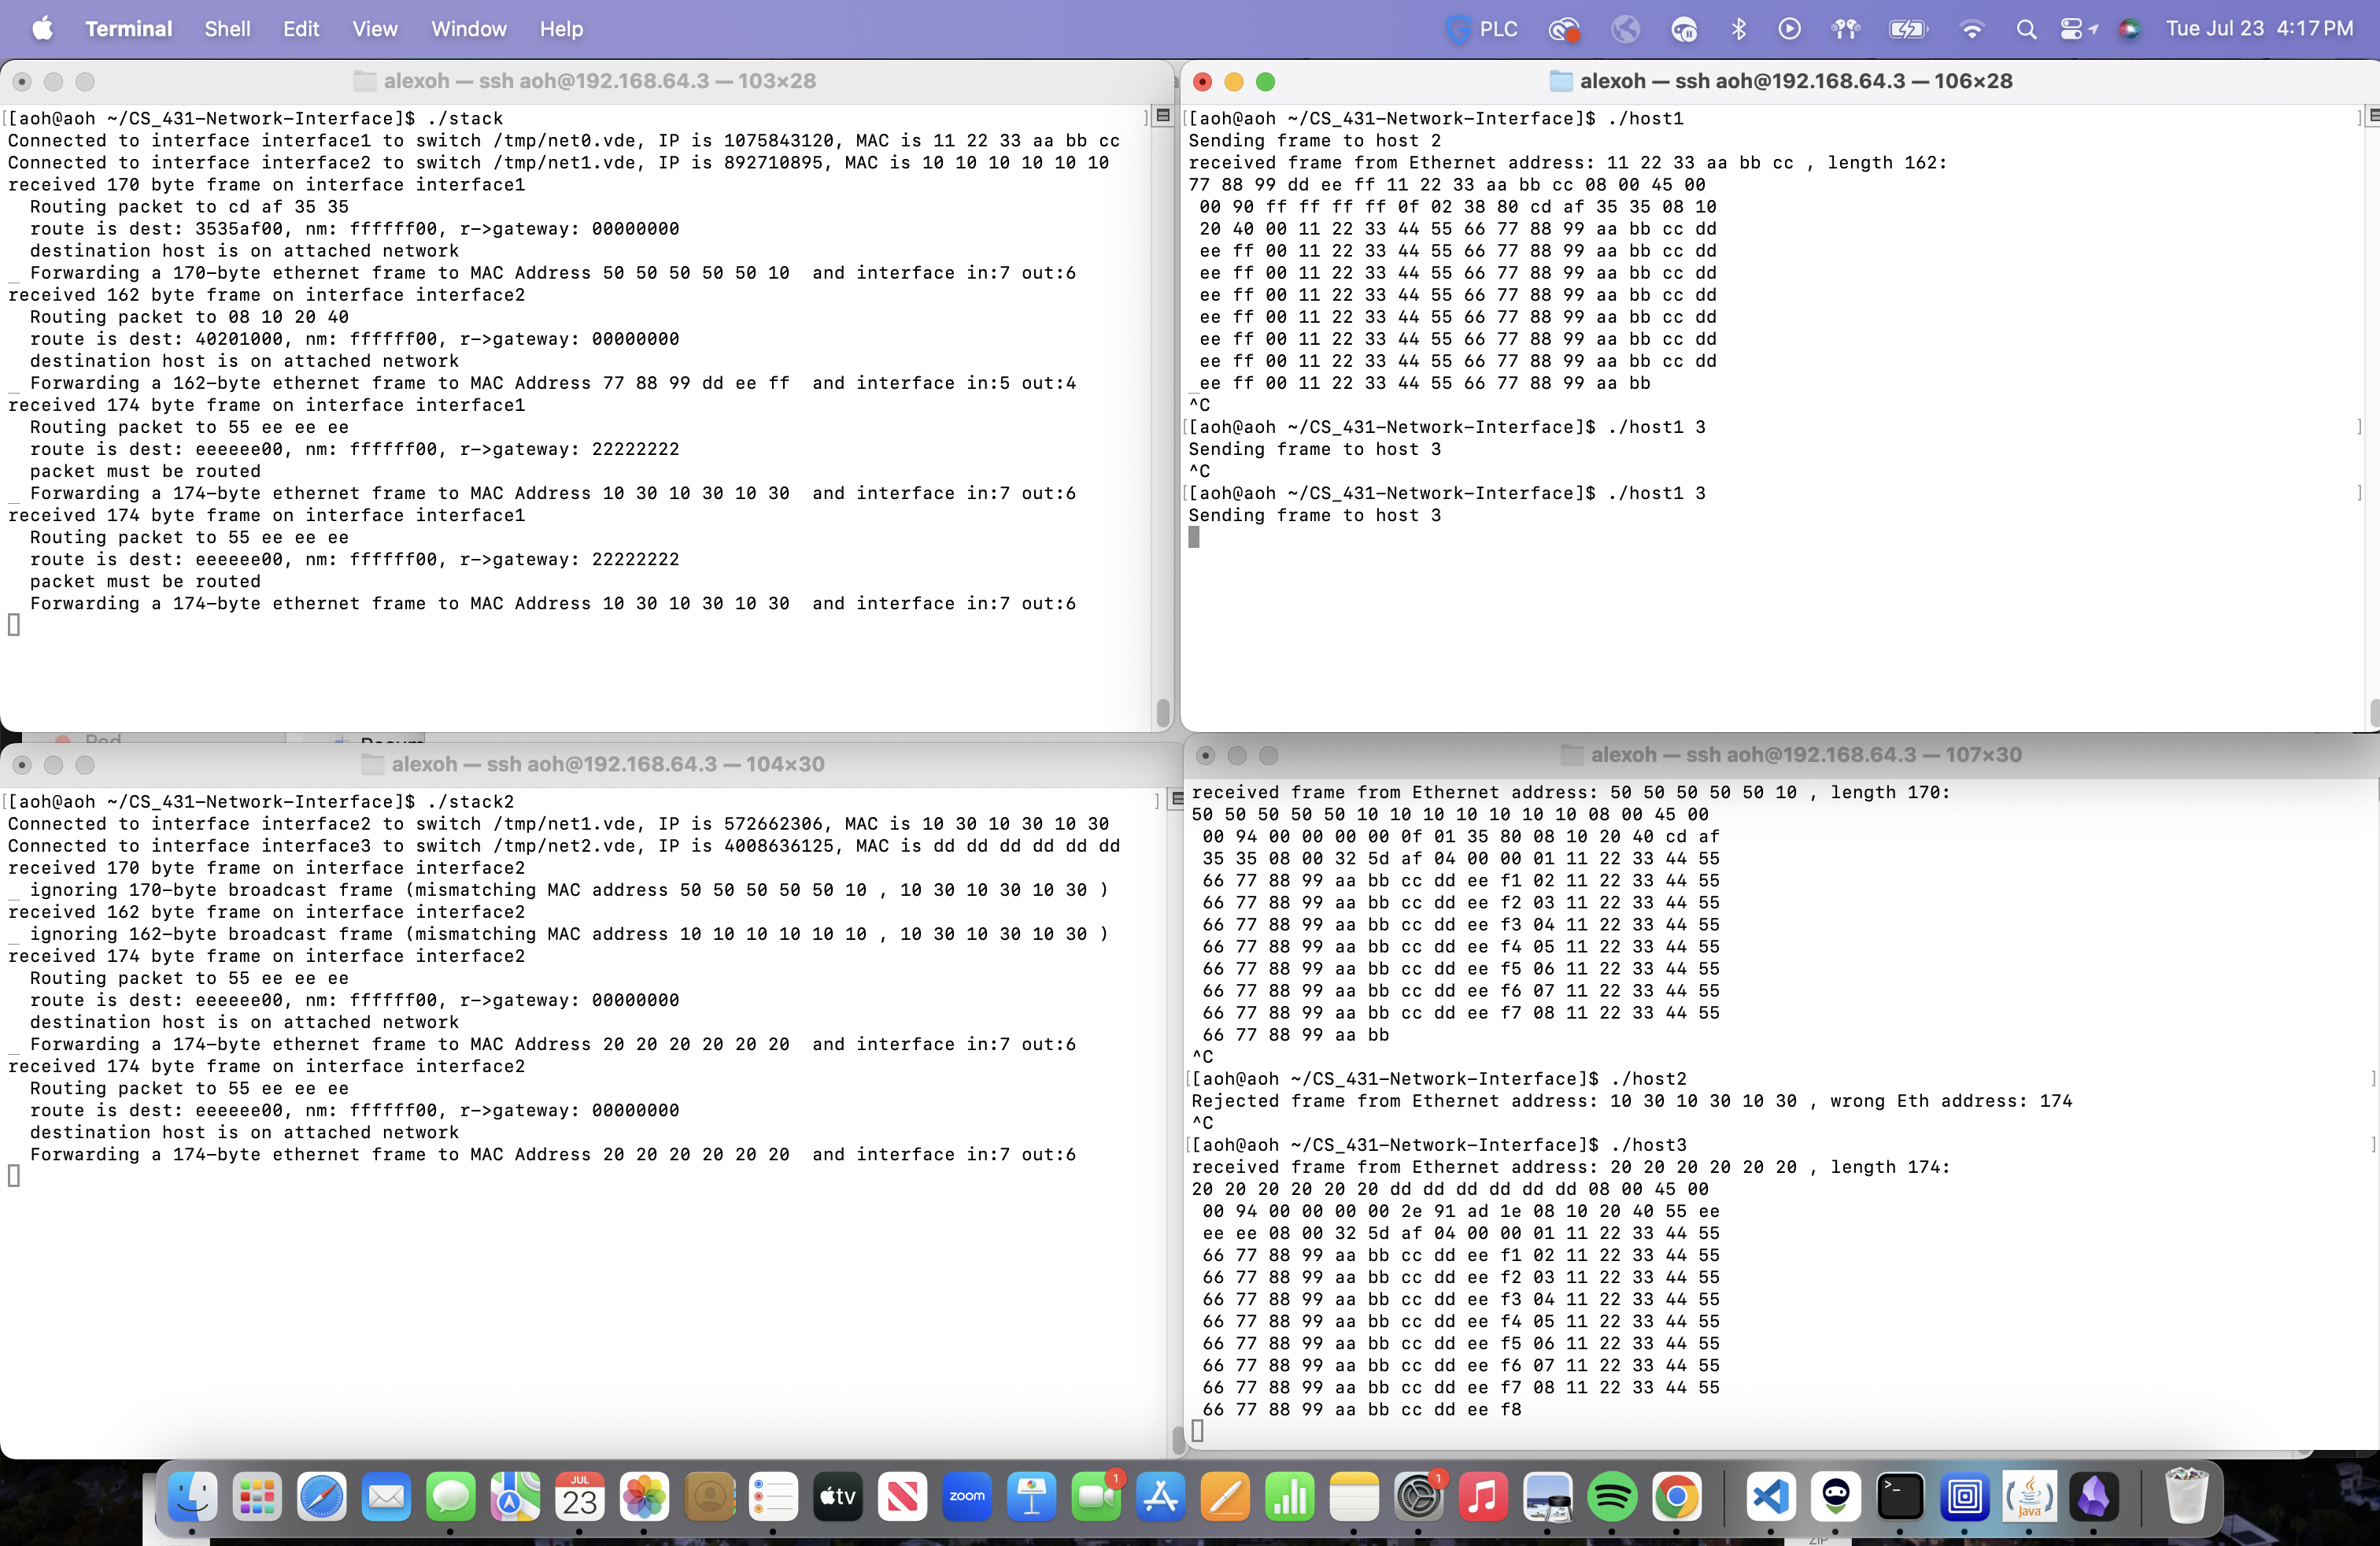 Terminal Shell Edit View Window Help PLC Tue Jul 23 4:17 PM
alexoh — ssh aoh@192.168.64.3 — 103×28
[[aoh@aoh ~/CS_431-Network-Interface]$ ./stack ]
Connected to interface interface1 to switch /tmp/net0.vde, IP is 1075843120, MAC is 11 22 33 aa bb cc
Connected to interface interface2 to switch /tmp/net1.vde, IP is 892710895, MAC is 10 10 10 10 10 10
received 170 byte frame on interface interface1
Routing packet to cd af 35 35
route is dest: 3535af00, nm: ffffff00, r->gateway: 00000000
destination host is on attached network
_ Forwarding a 170-byte ethernet frame to MAC Address 50 50 50 50 50 10 and interface in:7 out:6
received 162 byte frame on interface interface2
Routing packet to 08 10 20 40
route is dest: 40201000, nm: ffffff00, r->gateway: 00000000
destination host is on attached network
_ Forwarding a 162-byte ethernet frame to MAC Address 77 88 99 dd ee ff and interface in:5 out:4
received 174 byte frame on interface interface1
Routing packet to 55 ee ee ee
route is dest: eeeeee00, nm: ffffff00, r->gateway: 22222222
packet must be routed
_ Forwarding a 174-byte ethernet frame to MAC Address 10 30 10 30 10 30 and interface in:7 out:6
received 174 byte frame on interface interface1
Routing packet to 55 ee ee ee
route is dest: eeeeee00, nm: ffffff00, r->gateway: 22222222
packet must be routed
Forwarding a 174-byte ethernet frame to MAC Address 10 30 10 30 10 30 and interface in:7 out:6
alexoh — ssh aoh@192.168.64.3 — 106×28
[[aoh@aoh ~/CS_431-Network-Interface]$ ./host1 ]
Sending frame to host 2
received frame from Ethernet address: 11 22 33 aa bb cc , length 162:
77 88 99 dd ee ff 11 22 33 aa bb cc 08 00 45 00
00 90 ff ff ff ff 0f 02 38 80 cd af 35 35 08 10
20 40 00 11 22 33 44 55 66 77 88 99 aa bb cc dd
ee ff 00 11 22 33 44 55 66 77 88 99 aa bb cc dd
ee ff 00 11 22 33 44 55 66 77 88 99 aa bb cc dd
ee ff 00 11 22 33 44 55 66 77 88 99 aa bb cc dd
ee ff 00 11 22 33 44 55 66 77 88 99 aa bb cc dd
ee ff 00 11 22 33 44 55 66 77 88 99 aa bb cc dd
ee ff 00 11 22 33 44 55 66 77 88 99 aa bb cc dd
_ee ff 00 11 22 33 44 55 66 77 88 99 aa bb
^C
[[aoh@aoh ~/CS_431-Network-Interface]$ ./host1 3 ]
Sending frame to host 3
^C
[[aoh@aoh ~/CS_431-Network-Interface]$ ./host1 3 ]
Sending frame to host 3
alexoh — ssh aoh@192.168.64.3 — 104×30
[[aoh@aoh ~/CS_431-Network-Interface]$ ./stack2 ]
Connected to interface interface2 to switch /tmp/net1.vde, IP is 572662306, MAC is 10 30 10 30 10 30
Connected to interface interface3 to switch /tmp/net2.vde, IP is 4008636125, MAC is dd dd dd dd dd dd
received 170 byte frame on interface interface2
_ ignoring 170-byte broadcast frame (mismatching MAC address 50 50 50 50 50 10 , 10 30 10 30 10 30 )
received 162 byte frame on interface interface2
_ ignoring 162-byte broadcast frame (mismatching MAC address 10 10 10 10 10 10 , 10 30 10 30 10 30 )
received 174 byte frame on interface interface2
Routing packet to 55 ee ee ee
route is dest: eeeeee00, nm: ffffff00, r->gateway: 00000000
destination host is on attached network
_ Forwarding a 174-byte ethernet frame to MAC Address 20 20 20 20 20 20 and interface in:7 out:6
received 174 byte frame on interface interface2
Routing packet to 55 ee ee ee
route is dest: eeeeee00, nm: ffffff00, r->gateway: 00000000
destination host is on attached network
Forwarding a 174-byte ethernet frame to MAC Address 20 20 20 20 20 20 and interface in:7 out:6
alexoh — ssh aoh@192.168.64.3 — 107×30
received frame from Ethernet address: 50 50 50 50 50 10 , length 170:
50 50 50 50 50 10 10 10 10 10 10 10 08 00 45 00
00 94 00 00 00 00 0f 01 35 80 08 10 20 40 cd af
35 35 08 00 32 5d af 04 00 00 01 11 22 33 44 55
66 77 88 99 aa bb cc dd ee f1 02 11 22 33 44 55
66 77 88 99 aa bb cc dd ee f2 03 11 22 33 44 55
66 77 88 99 aa bb cc dd ee f3 04 11 22 33 44 55
66 77 88 99 aa bb cc dd ee f4 05 11 22 33 44 55
66 77 88 99 aa bb cc dd ee f5 06 11 22 33 44 55
66 77 88 99 aa bb cc dd ee f6 07 11 22 33 44 55
66 77 88 99 aa bb cc dd ee f7 08 11 22 33 44 55
66 77 88 99 aa bb
^C
[[aoh@aoh ~/CS_431-Network-Interface]$ ./host2 ]
Rejected frame from Ethernet address: 10 30 10 30 10 30 , wrong Eth address: 174
^C
[[aoh@aoh ~/CS_431-Network-Interface]$ ./host3 ]
received frame from Ethernet address: 20 20 20 20 20 20 , length 174:
20 20 20 20 20 20 dd dd dd dd dd dd 08 00 45 00
00 94 00 00 00 00 2e 91 ad 1e 08 10 20 40 55 ee
ee ee 08 00 32 5d af 04 00 00 01 11 22 33 44 55
66 77 88 99 aa bb cc dd ee f1 02 11 22 33 44 55
66 77 88 99 aa bb cc dd ee f2 03 11 22 33 44 55
66 77 88 99 aa bb cc dd ee f3 04 11 22 33 44 55
66 77 88 99 aa bb cc dd ee f4 05 11 22 33 44 55
66 77 88 99 aa bb cc dd ee f5 06 11 22 33 44 55
66 77 88 99 aa bb cc dd ee f6 07 11 22 33 44 55
66 77 88 99 aa bb cc dd ee f7 08 11 22 33 44 55
66 77 88 99 aa bb cc dd ee f8
JUL 23 tv zoom 1 1 >_ Java